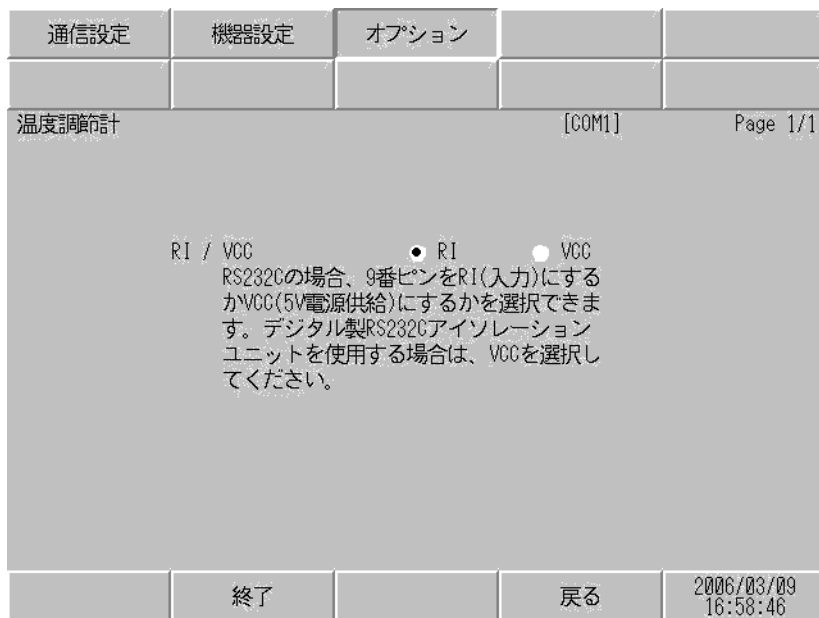 通信設定 機器設定 オプション
温度調節計 [COM1] Page 1/1
RI / VCC RI VCC
RS232Cの場合、9番ピンをRI(入力)にする
かVCC(5V電源供給)にするかを選択できま
す。デジタル製RS232Cアイソレーション
ユニットを使用する場合は、VCCを選択し
てください。
終了 戻る 2006/03/09
16:58:46